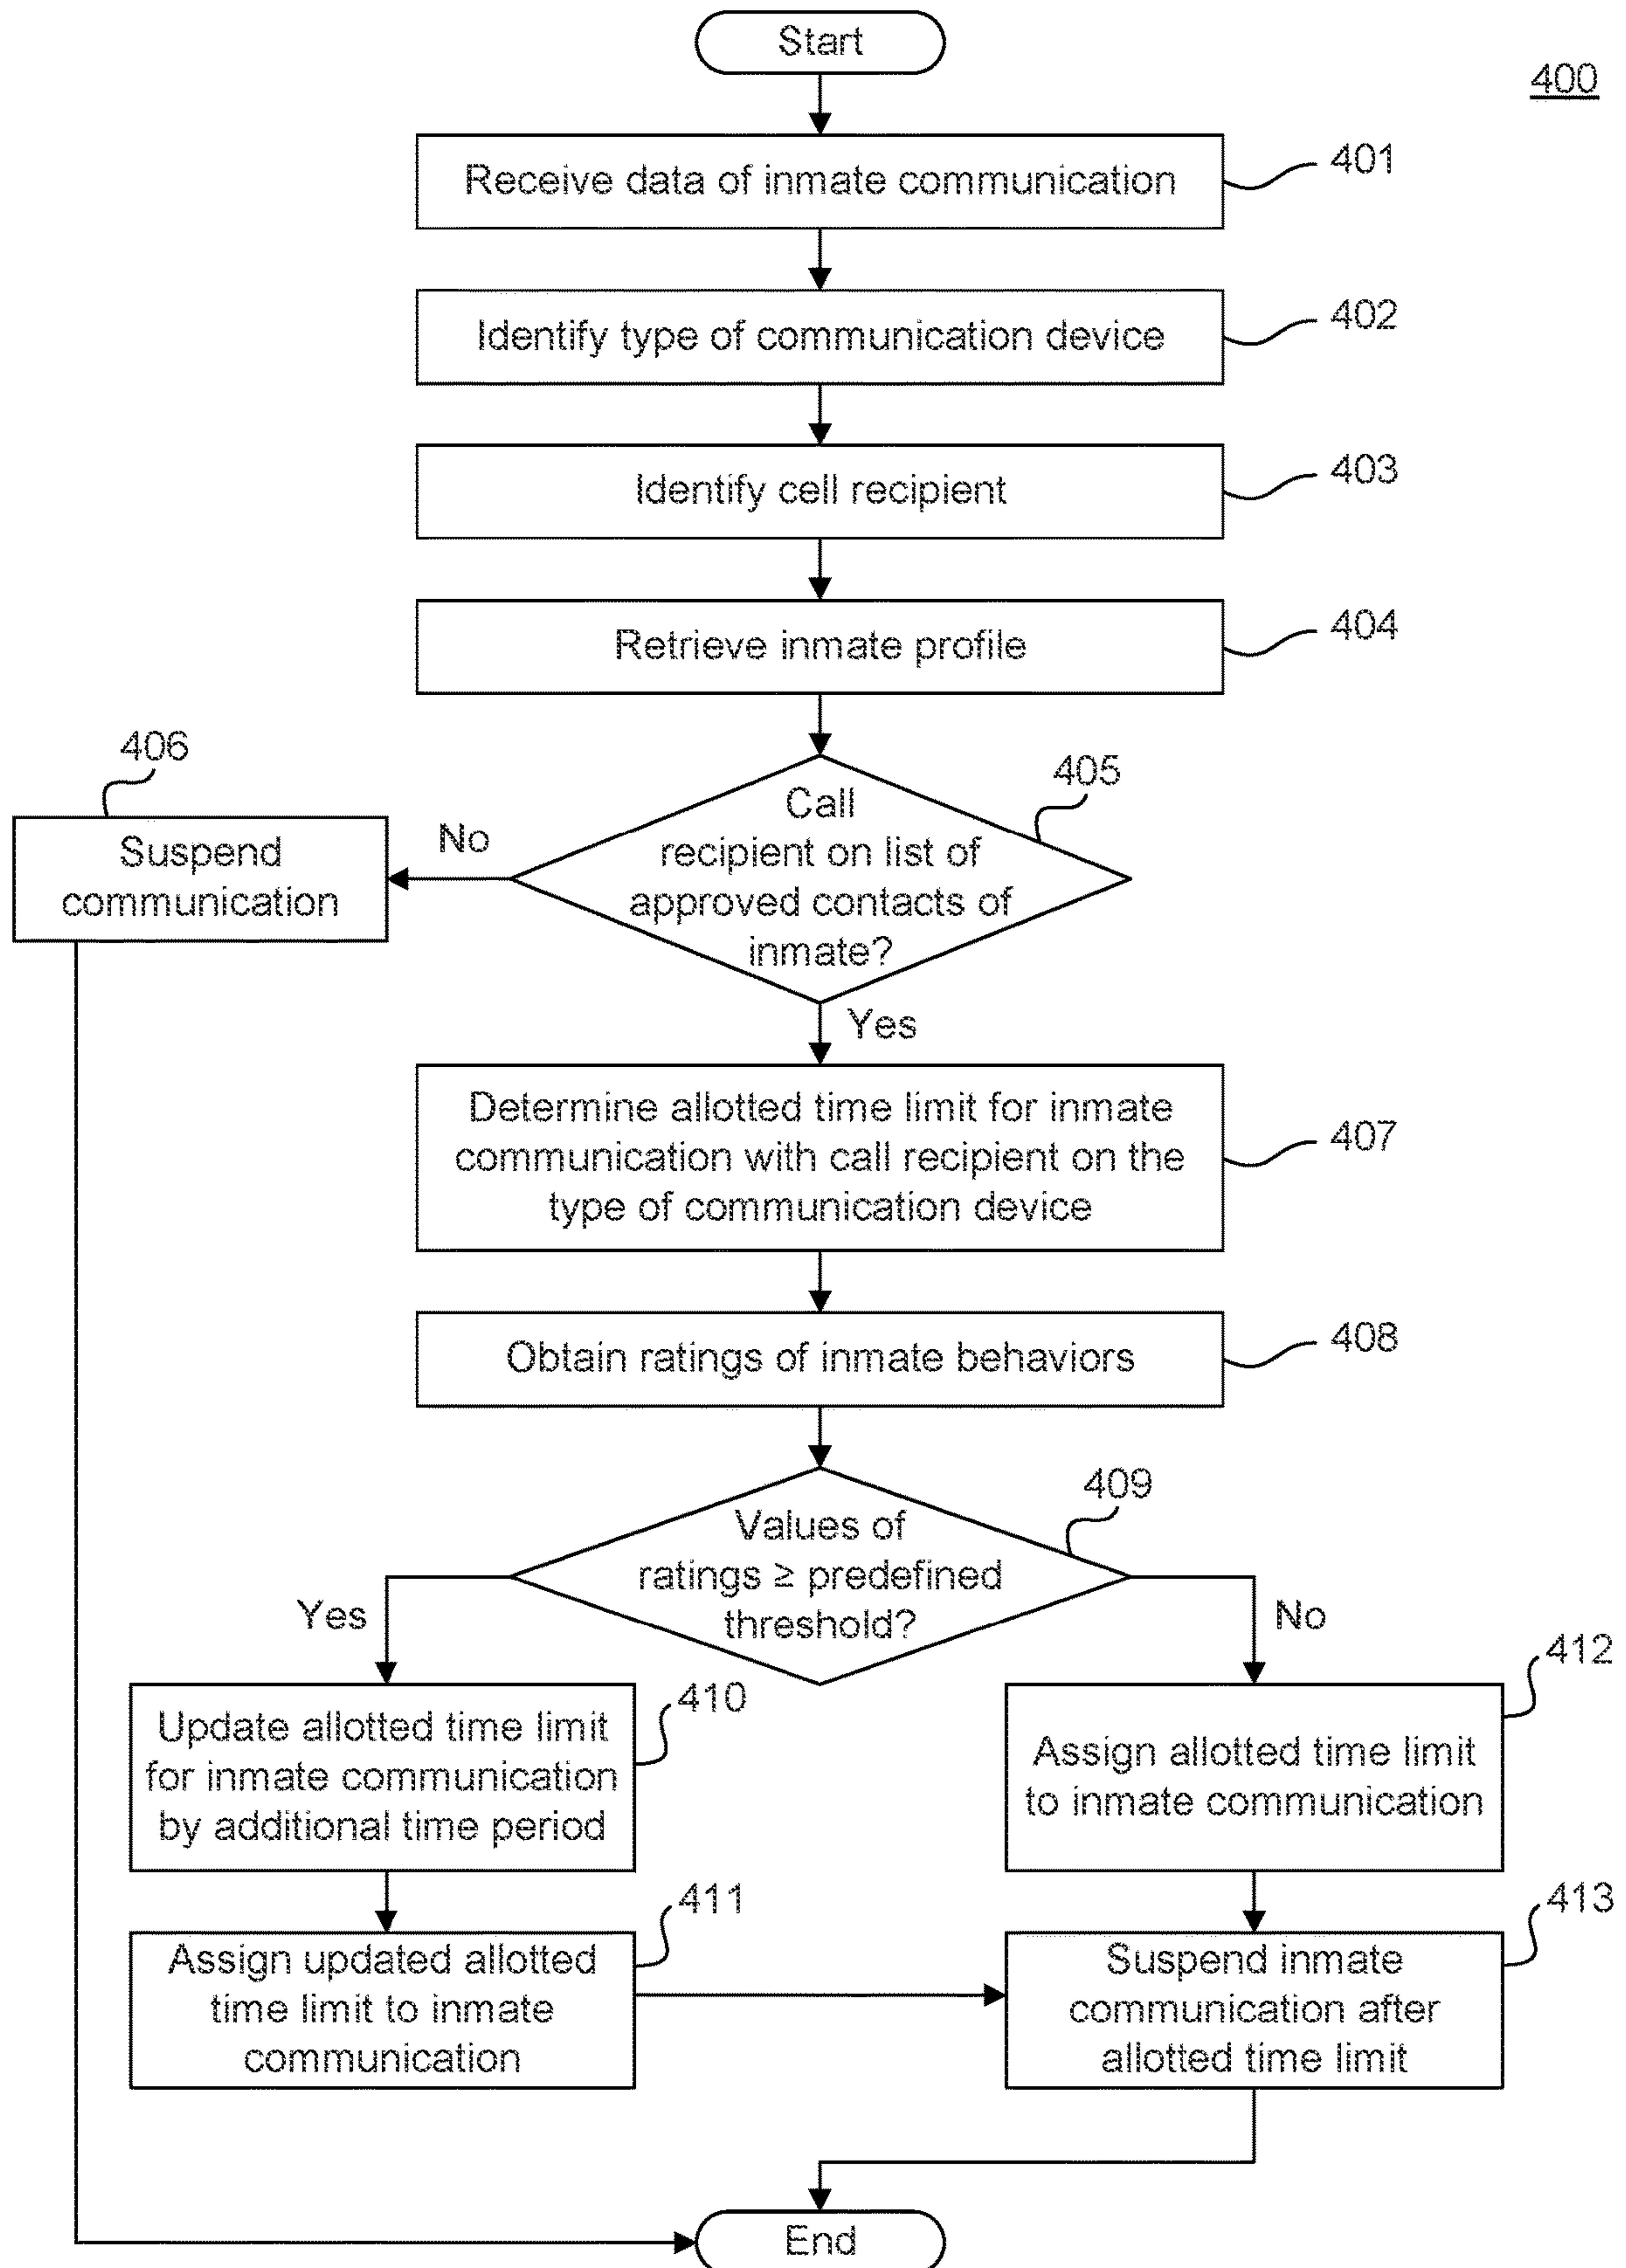 Start
400
Receive data of inmate communication
401
Identify type of communication device
402
Identify cell recipient
403
Retrieve inmate profile
404
406
Suspend
communication
No
405
Call
recipient on list of
approved contacts of
inmate?
Yes
Determine allotted time limit for inmate
communication with call recipient on the
type of communication device
407
Obtain ratings of inmate behaviors
408
409
Values of
ratings ≥ predefined
threshold?
Yes
No
410
Update allotted time limit
for inmate communication
by additional time period
412
Assign allotted time limit
to inmate communication
411
Assign updated allotted
time limit to inmate
communication
413
Suspend inmate
communication after
allotted time limit
End